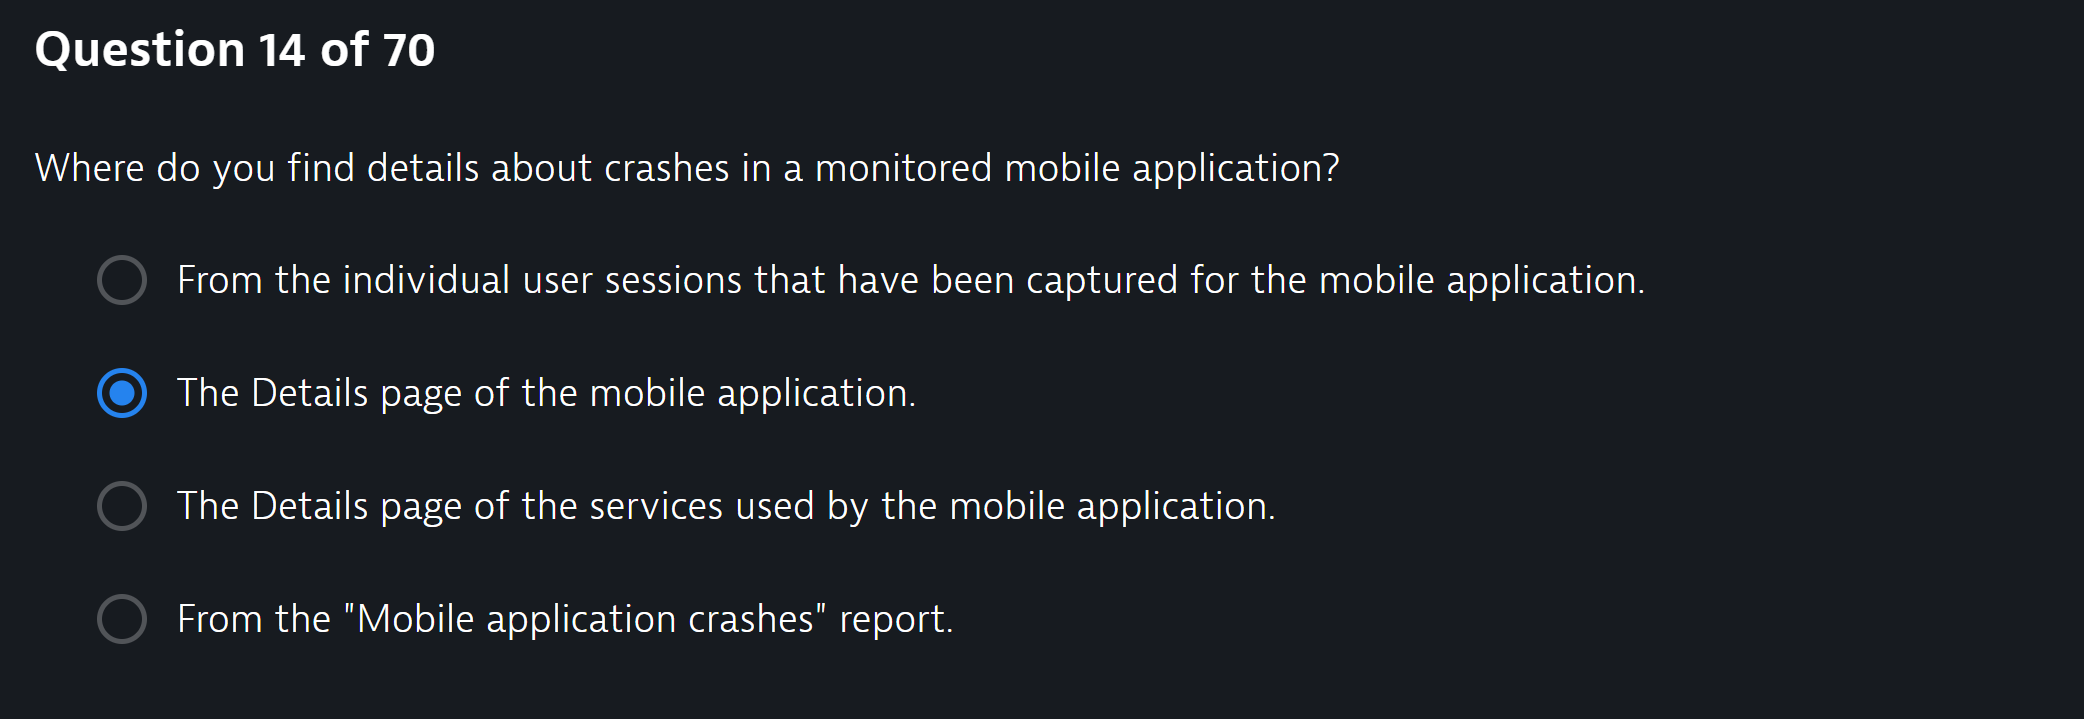 Question 14 of 70
Where do you find details about crashes in a monitored mobile application?
From the individual user sessions that have been captured for the mobile application.
The Details page of the mobile application.
The Details page of the services used by the mobile application.
From the "Mobile application crashes" report.